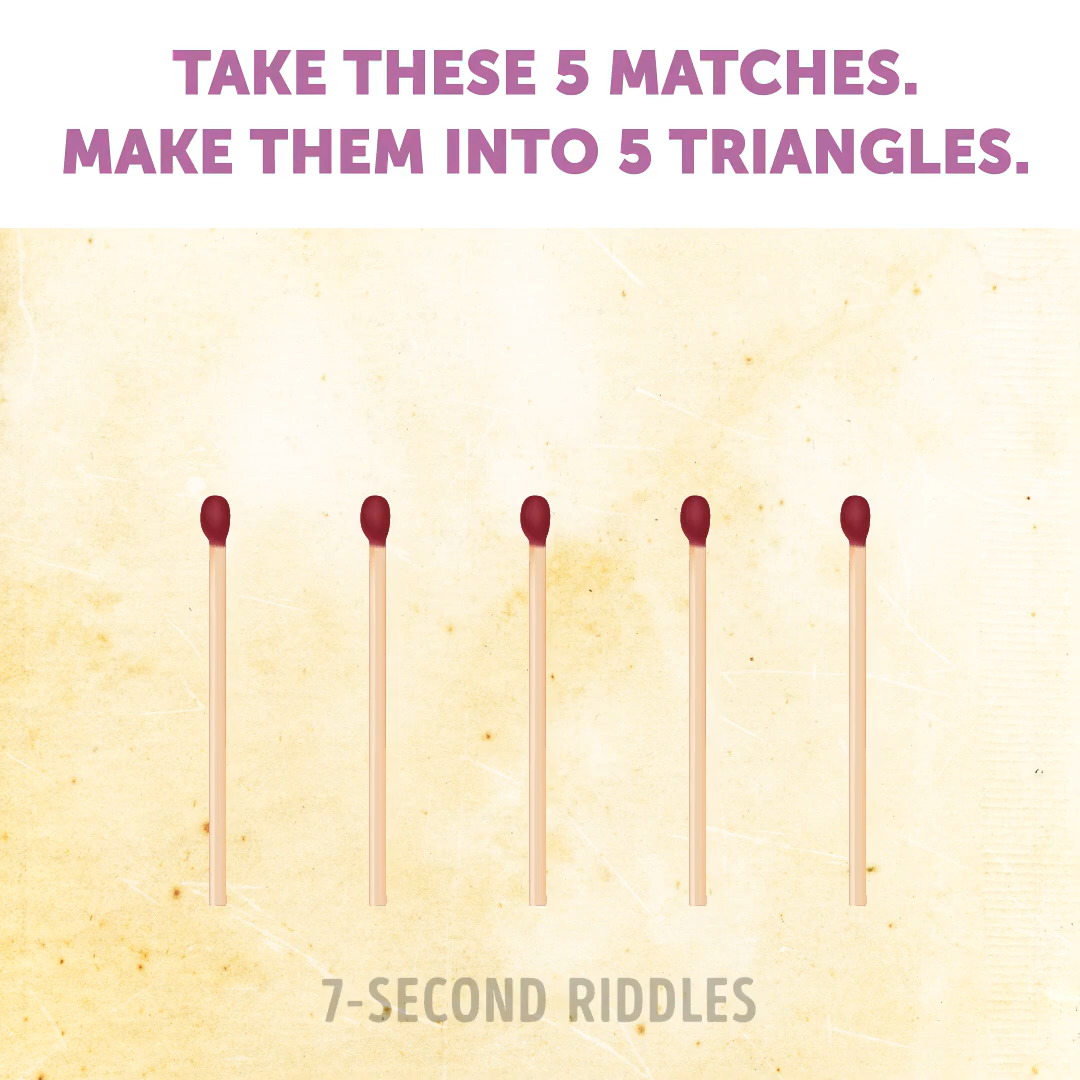 TAKE THESE 5 MATCHES.
MAKE THEM INTO 5 TRIANGLES.
7-SECOND RIDDLES